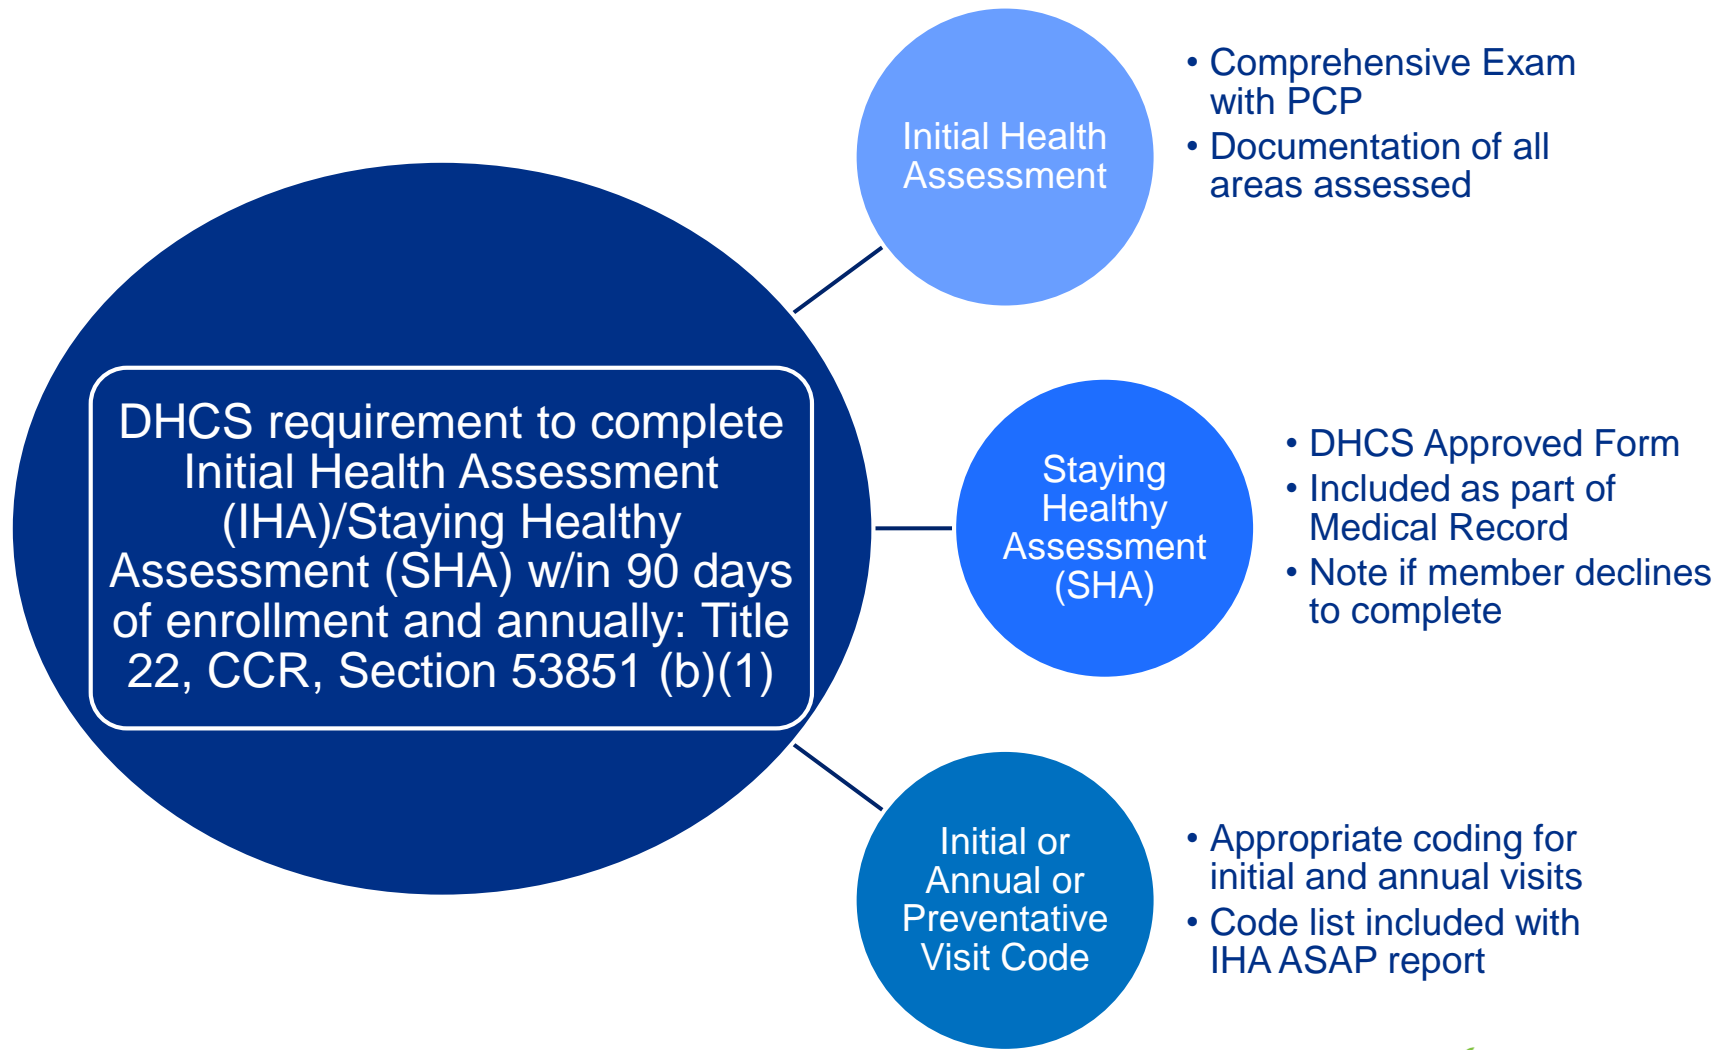 DHCS requirement to complete
Initial Health Assessment
(IHA)/Staying Healthy
Assessment (SHA) w/in 90 days
of enrollment and annually: Title
22, CCR, Section 53851 (b)(1)
Initial Health
Assessment
• Comprehensive Exam
with PCP
• Documentation of all
areas assessed
Staying
Healthy
Assessment
(SHA)
• DHCS Approved Form
• Included as part of
Medical Record
• Note if member declines
to complete
Initial or
Annual or
Preventative
Visit Code
• Appropriate coding for
initial and annual visits
• Code list included with
IHA ASAP report